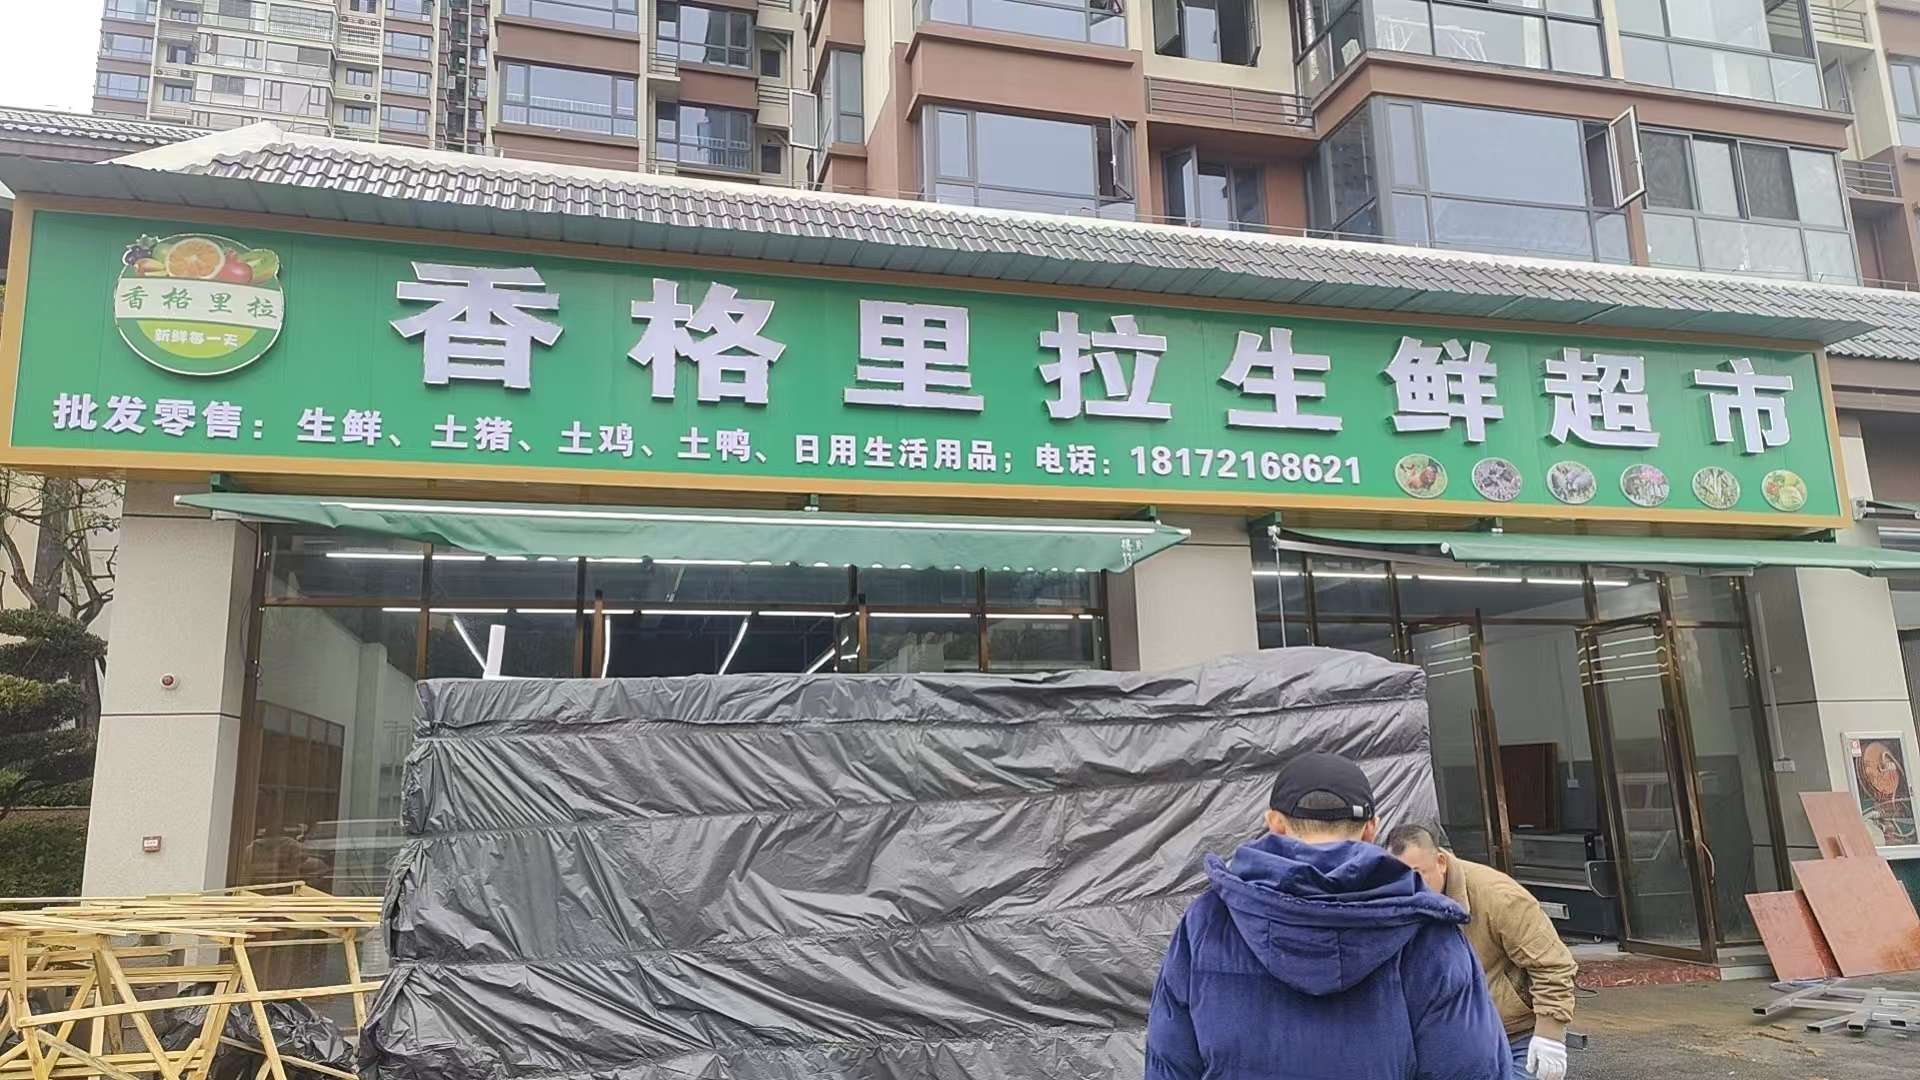 香格里拉
新鲜每一天
香格里拉生鲜超市
批发零售：生鲜、土猪、土鸡、土鸭、日用生活用品；电话：18172168621